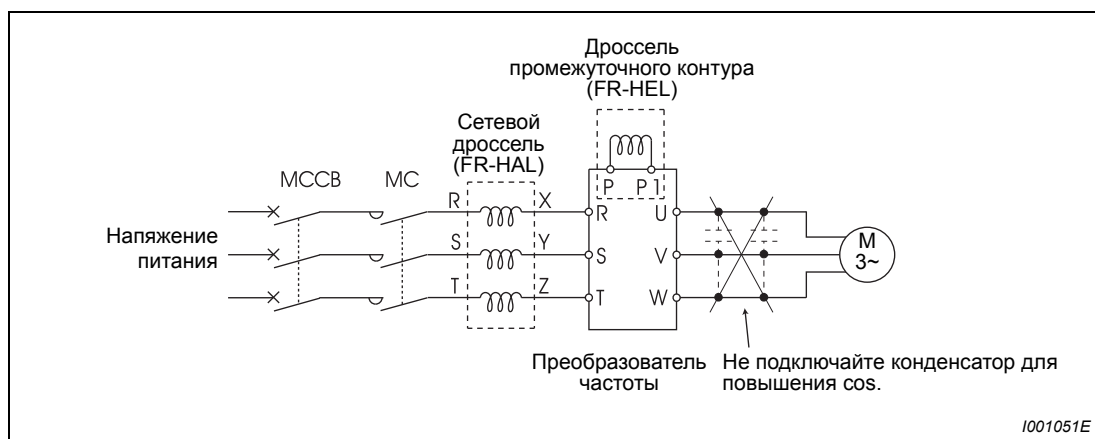 Дроссель
промежуточного контура
(FR-HEL)
Сетевой
дроссель
(FR-HAL)
MCCB MC
R X
S Y
T Z
P P1
R U
S V
T W
M
3~
Напяжение
питания
Преобразователь
частоты
Не подключайте конденсатор для
повышения cos.
I001051E